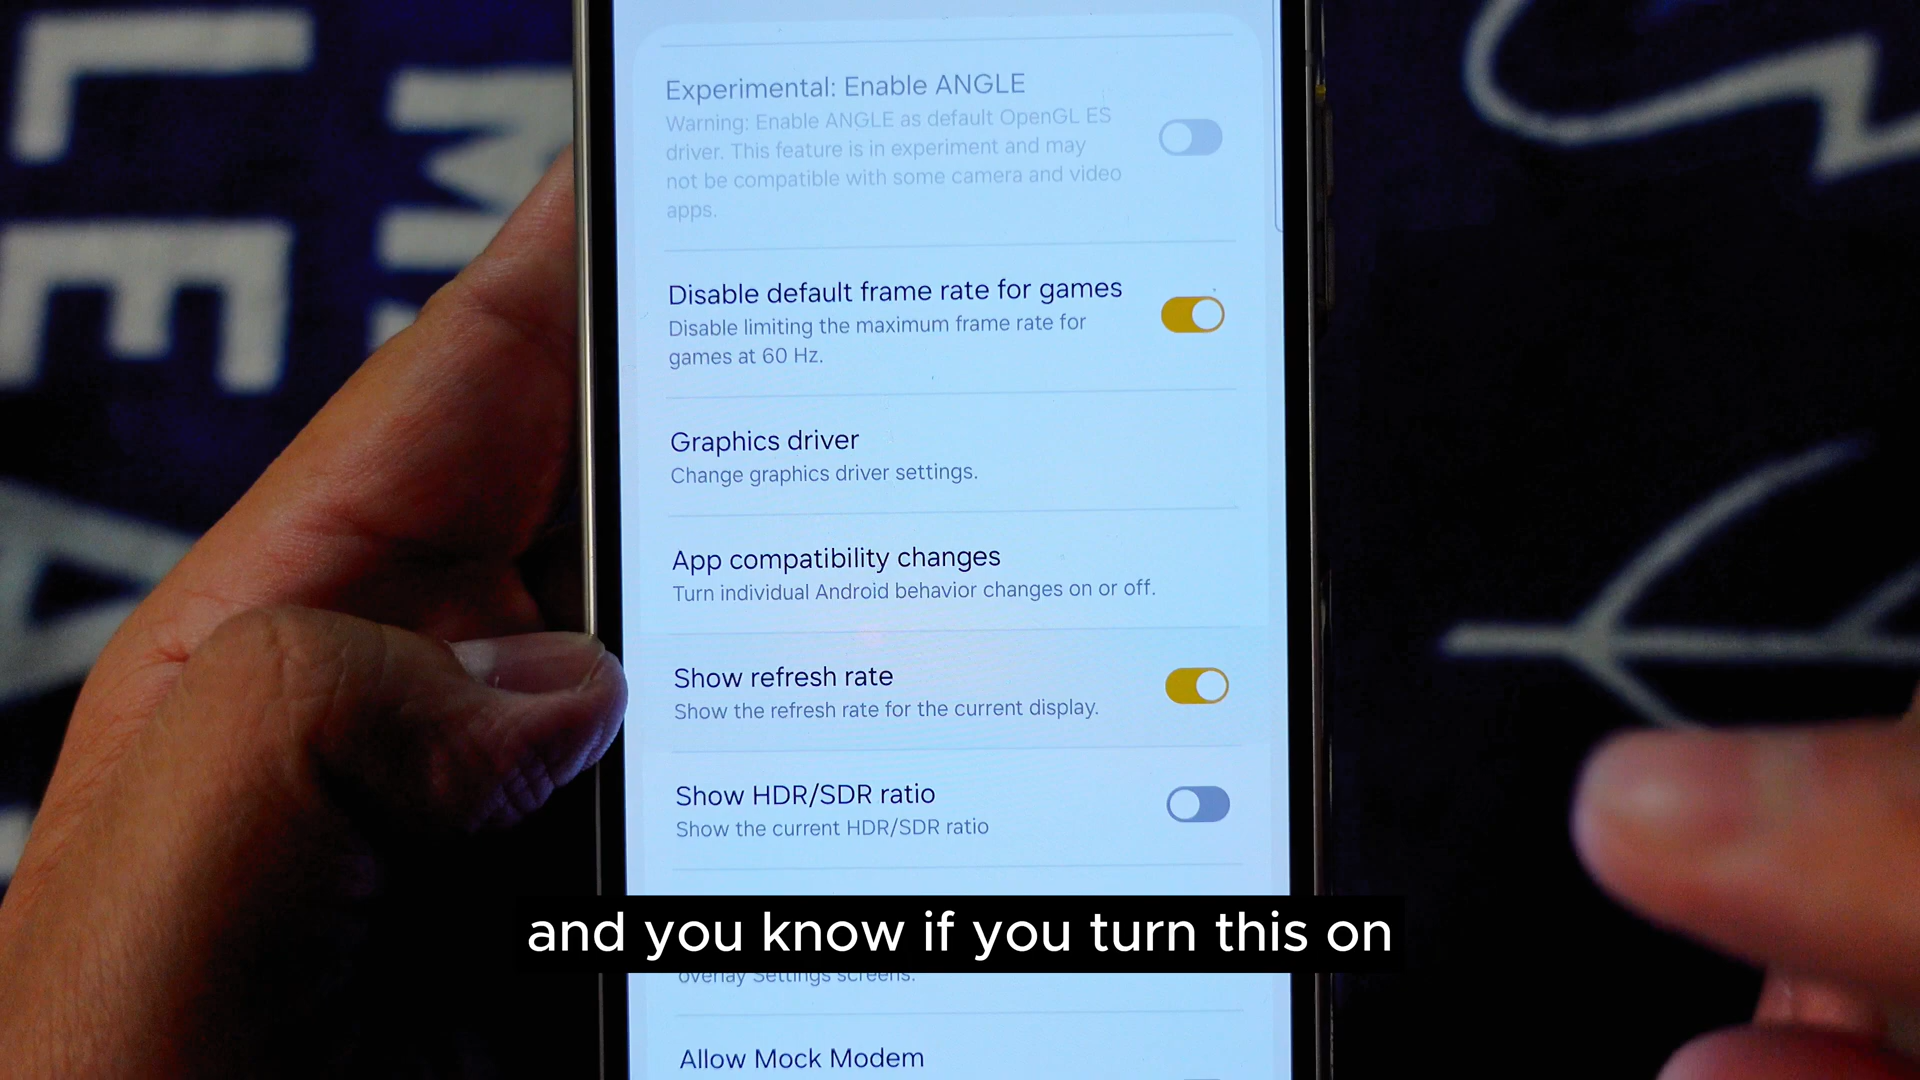 Experimental: Enable ANGLE
Warning: Enable ANGLE as default OpenGL ES
driver. This feature is in experiment and may
not be compatible with some camera and video
apps.
Disable default frame rate for games
Disable limiting the maximum frame rate for
games at 60 Hz.
Graphics driver
Change graphics driver settings.
App compatibility changes
Turn individual Android behavior changes on or off.
Show refresh rate
Show the refresh rate for the current display.
Show HDR/SDR ratio
Show the current HDR/SDR ratio
and you know if you turn this on
overlay Settings screens.
Allow Mock Modem